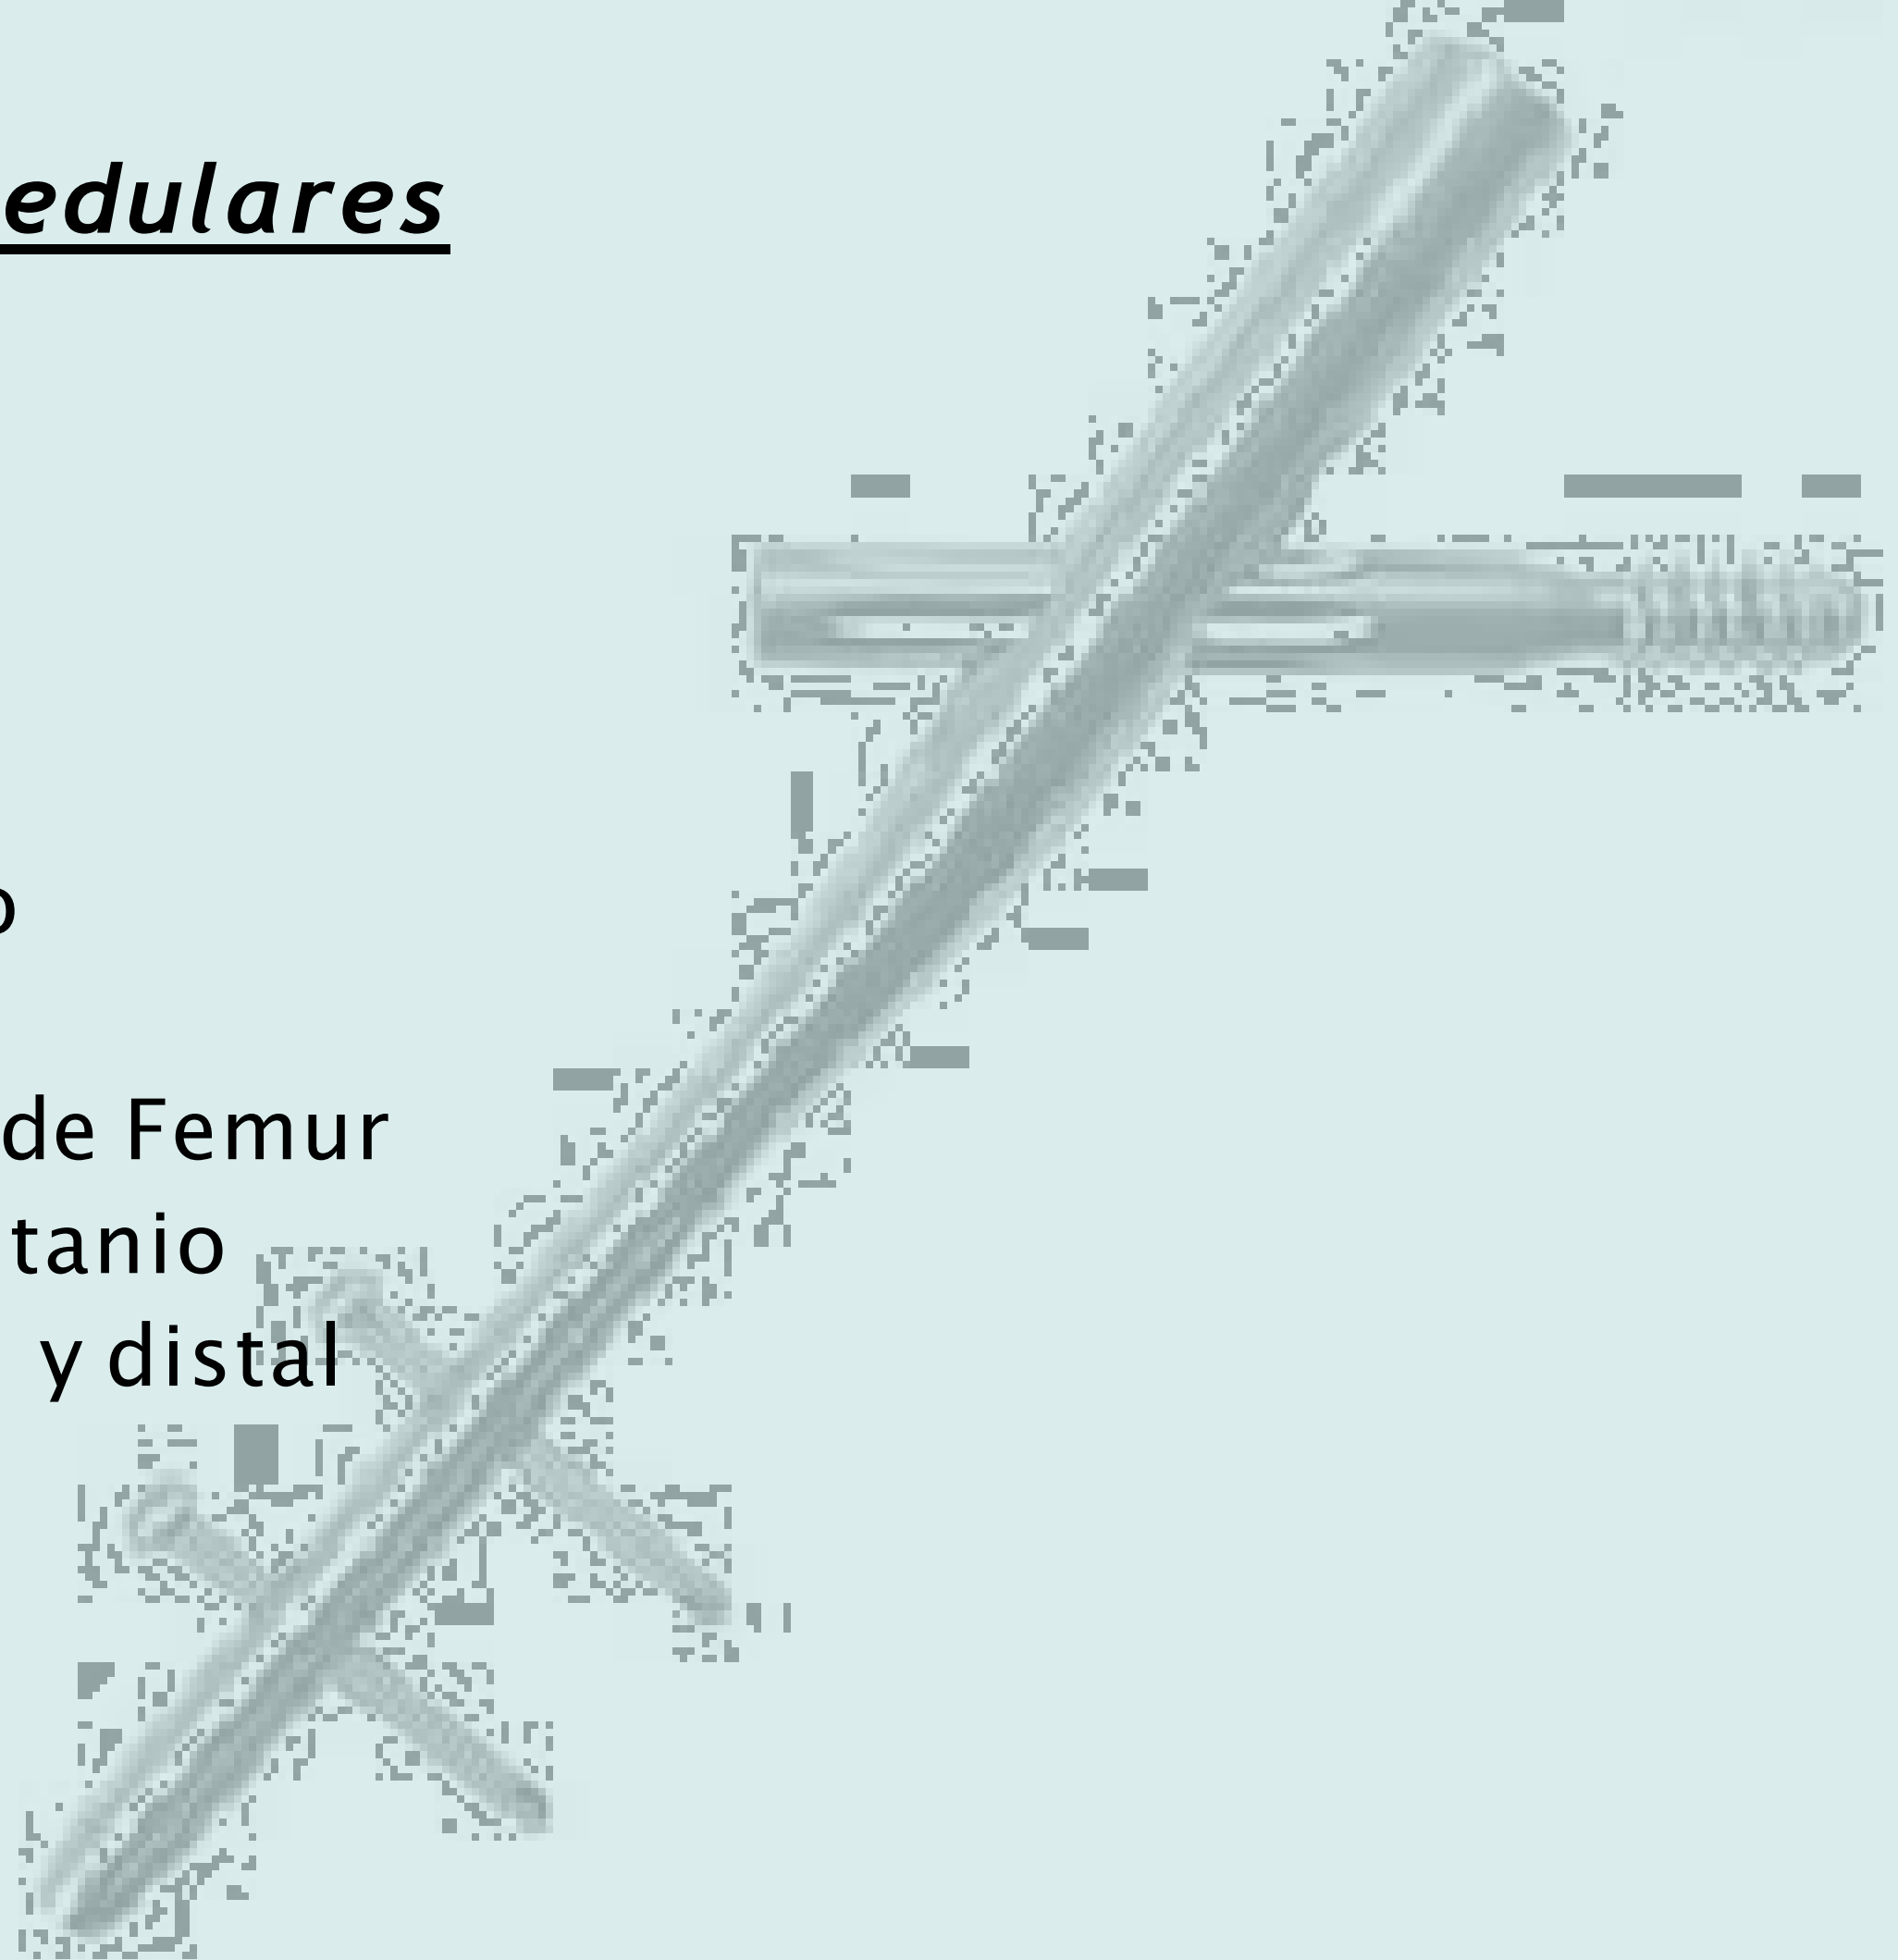 edulares
o
de Femur
tanio
y distal